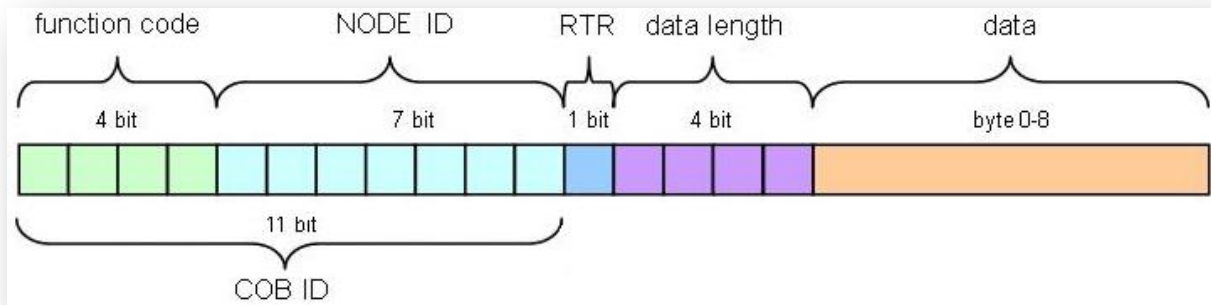 function code NODE ID RTR data length data
4 bit 7 bit 1 bit 4 bit byte 0-8
11 bit
COB ID